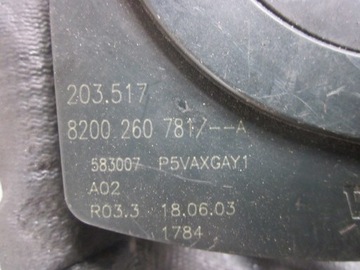 203.517
8200 260 781/--A
583007 P5VAXGAY1
A02
R03.3 18.06.03
1784